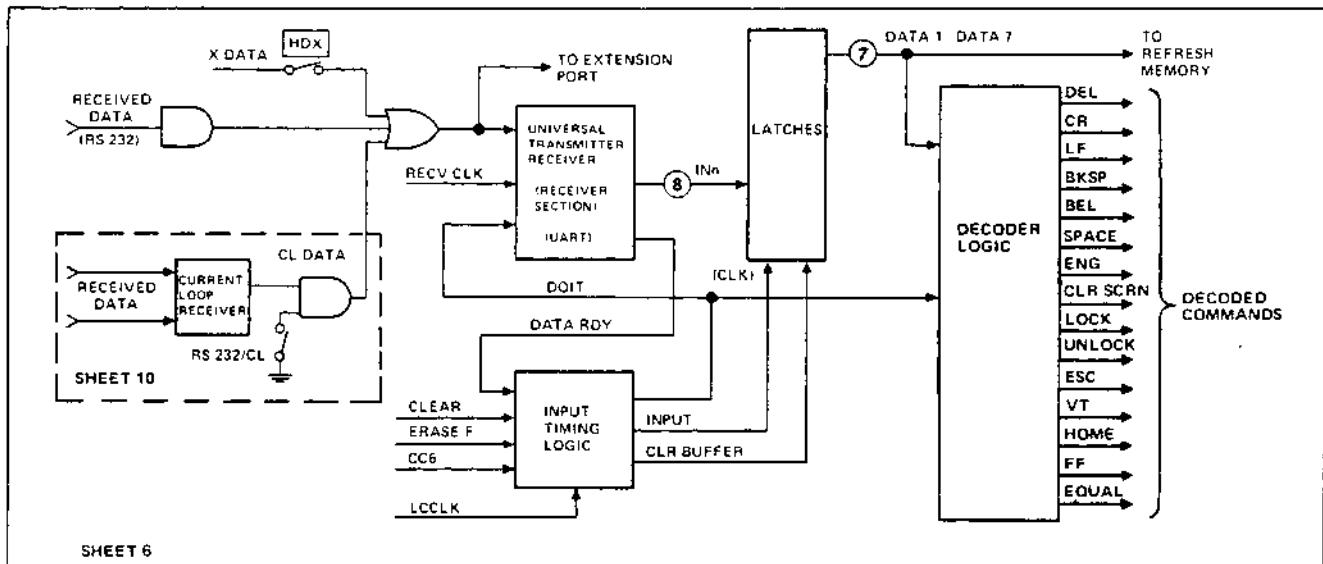 HDX
X DATA
RECEIVED
DATA
(RS 232)
TO EXTENSION
PORT
UNIVERSAL
TRANSMITTER
RECEIVER
(RECEIVER
SECTION)
(UART)
RECV CLK
8
INn
LATCHES
7
DATA 1 DATA 7
TO
REFRESH
MEMORY
CL DATA
RECEIVED
DATA
CURRENT
LOOP
RECEIVER
RS 232/CL
SHEET 10
DOIT
(CLK)
DATA RDY
CLEAR
ERASE F
CC6
LCCLK
INPUT
TIMING
LOGIC
INPUT
CLR BUFFER
DECODER
LOGIC
DEL
CR
LF
BKSP
BEL
SPACE
ENG
CLR SCRN
LOCK
UNLOCK
ESC
VT
HOME
FF
EQUAL
DECODED
COMMANDS
SHEET 6